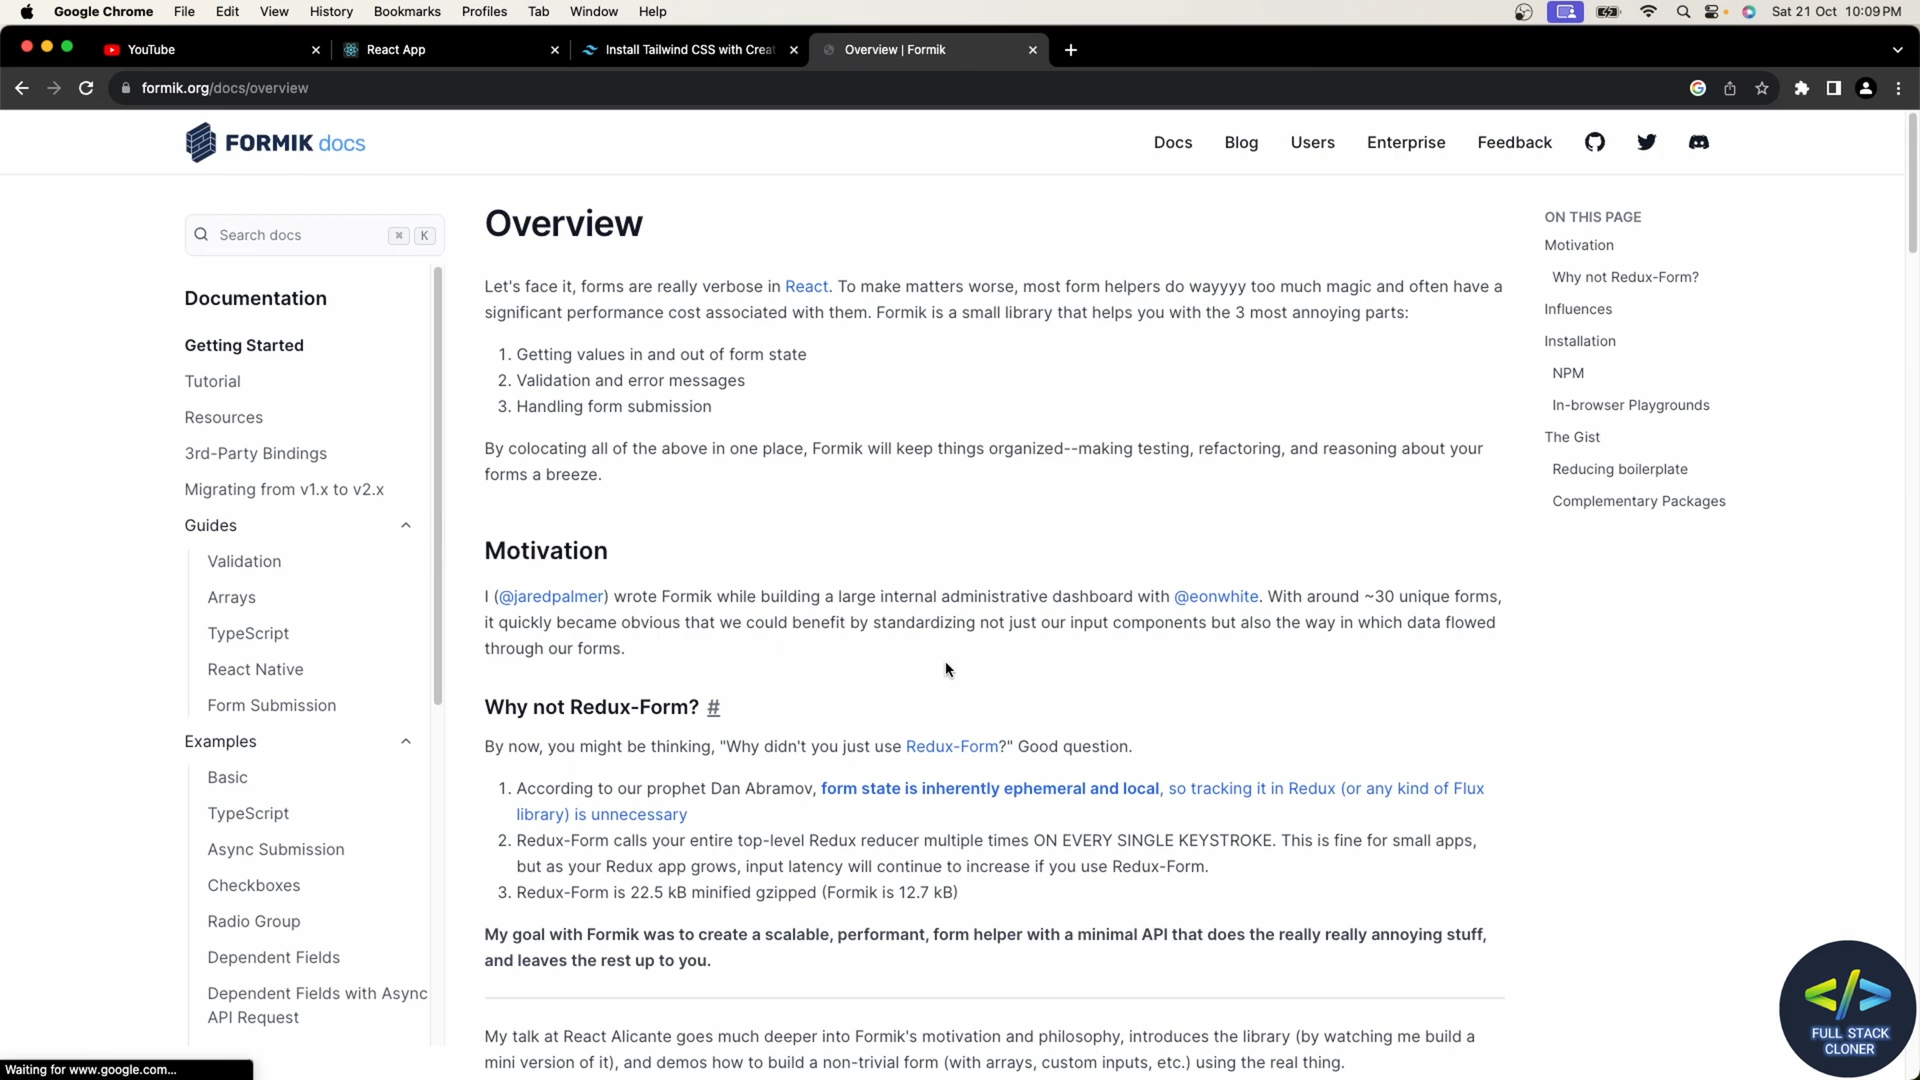 Google Chrome File Edit View History Bookmarks Profiles Tab Window Help Sat 21 Oct 10:09 PM
YouTube React App Install Tailwind CSS with Creat Overview | Formik
formik.org/docs/overview
FORMIK docs Docs Blog Users Enterprise Feedback
Search docs ⌘ K
Documentation
Getting Started
Tutorial
Resources
3rd-Party Bindings
Migrating from v1.x to v2.x
Guides
Validation
Arrays
TypeScript
React Native
Form Submission
Examples
Basic
TypeScript
Async Submission
Checkboxes
Radio Group
Dependent Fields
Dependent Fields with Async
API Request
Overview
Let's face it, forms are really verbose in React. To make matters worse, most form helpers do wayyyy too much magic and often have a
significant performance cost associated with them. Formik is a small library that helps you with the 3 most annoying parts:
1. Getting values in and out of form state
2. Validation and error messages
3. Handling form submission
By colocating all of the above in one place, Formik will keep things organized--making testing, refactoring, and reasoning about your
forms a breeze.
Motivation
I (@jaredpalmer) wrote Formik while building a large internal administrative dashboard with @eonwhite. With around ~30 unique forms,
it quickly became obvious that we could benefit by standardizing not just our input components but also the way in which data flowed
through our forms.
Why not Redux-Form? #
By now, you might be thinking, "Why didn't you just use Redux-Form?" Good question.
1. According to our prophet Dan Abramov, form state is inherently ephemeral and local, so tracking it in Redux (or any kind of Flux
library) is unnecessary
2. Redux-Form calls your entire top-level Redux reducer multiple times ON EVERY SINGLE KEYSTROKE. This is fine for small apps,
but as your Redux app grows, input latency will continue to increase if you use Redux-Form.
3. Redux-Form is 22.5 kB minified gzipped (Formik is 12.7 kB)
My goal with Formik was to create a scalable, performant, form helper with a minimal API that does the really really annoying stuff,
and leaves the rest up to you.
My talk at React Alicante goes much deeper into Formik's motivation and philosophy, introduces the library (by watching me build a
mini version of it), and demos how to build a non-trivial form (with arrays, custom inputs, etc.) using the real thing.
ON THIS PAGE
Motivation
Why not Redux-Form?
Influences
Installation
NPM
In-browser Playgrounds
The Gist
Reducing boilerplate
Complementary Packages
Waiting for www.google.com...
FULL STACK
CLONER